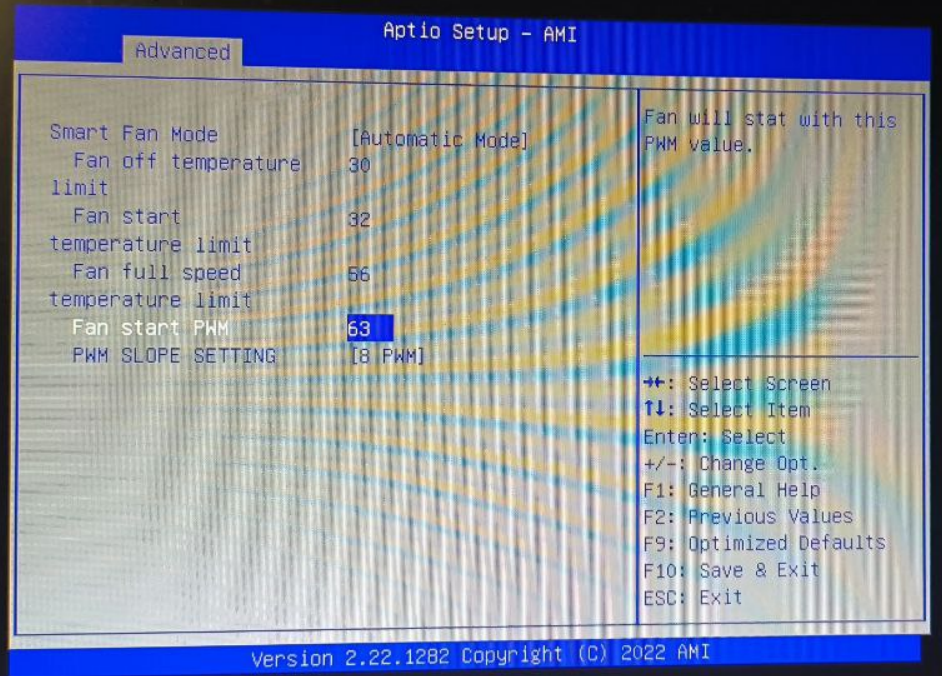 Aptio Setup - AMI
Advanced
Smart Fan Mode [Automatic Mode]
Fan off temperature 30
limit
Fan start 32
temperature limit
Fan full speed 56
temperature limit
Fan start PWM 63
PWM SLOPE SETTING [8 PWM]
Fan will stat with this
PWM value.
→←: Select Screen
↑↓: Select Item
Enter: Select
+/-: Change Opt.
F1: General Help
F2: Previous Values
F9: Optimized Defaults
F10: Save & Exit
ESC: Exit
Version 2.22.1282 Copyright (C) 2022 AMI